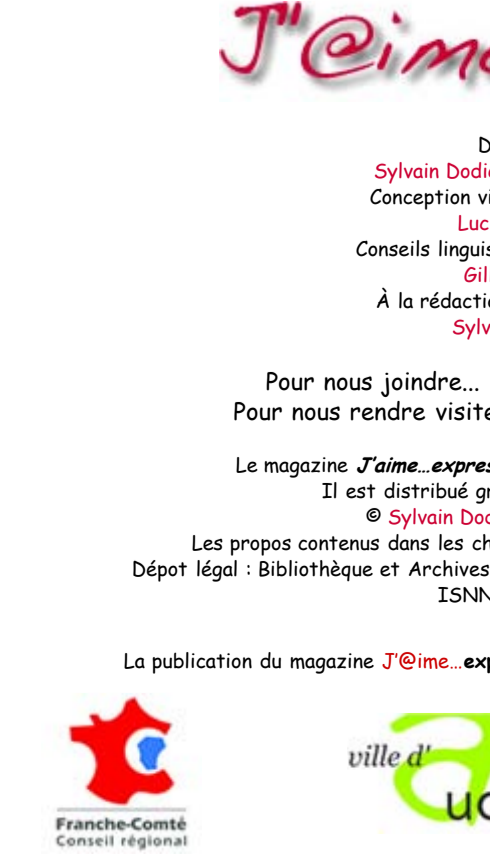 J"@ime
D
Sylvain Dodi
Conception vi
Luc
Conseils linguis
Gil
À la rédacti
Sylv
Pour nous joindre...
Pour nous rendre visite
Le magazine J'aime…expres
Il est distribué gr
© Sylvain Dod
Les propos contenus dans les ch
Dépot légal : Bibliothèque et Archives
ISNN
La publication du magazine J'@ime…exp
Franche-Comté
Conseil régional
ville d'